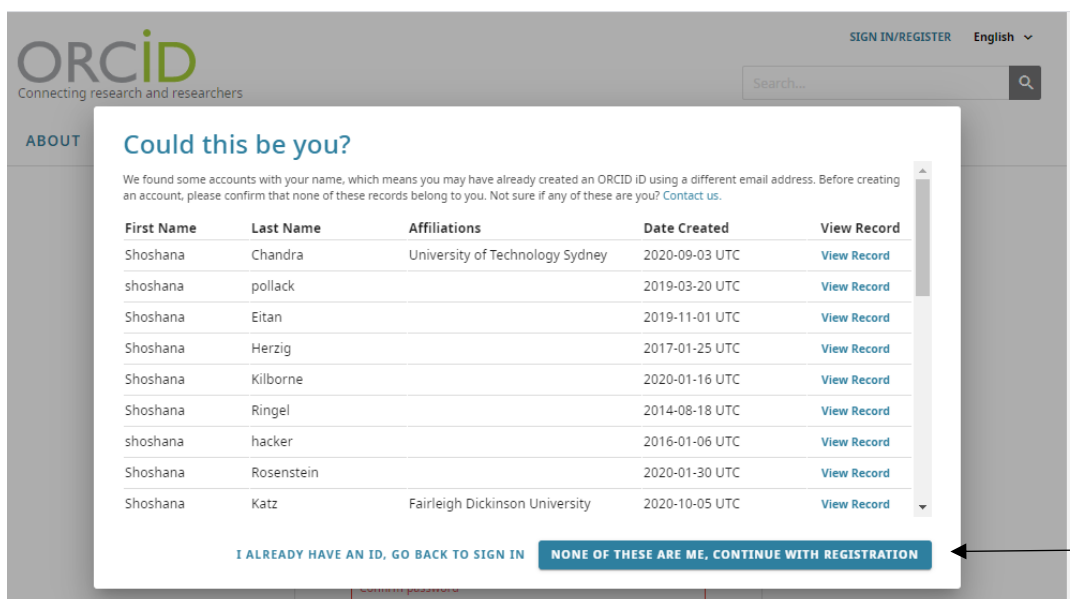 SIGN IN/REGISTER English
ORCiD
Connecting research and researchers
Search...
ABOUT
Could this be you?
We found some accounts with your name, which means you may have already created an ORCID iD using a different email address. Before creating
an account, please confirm that none of these records belong to you. Not sure if any of these are you? Contact us.
First Name Last Name Affiliations Date Created View Record
Shoshana Chandra University of Technology Sydney 2020-09-03 UTC View Record
shoshana pollack 2019-03-20 UTC View Record
Shoshana Eitan 2019-11-01 UTC View Record
Shoshana Herzig 2017-01-25 UTC View Record
Shoshana Kilborne 2020-01-16 UTC View Record
Shoshana Ringel 2014-08-18 UTC View Record
shoshana hacker 2016-01-06 UTC View Record
Shoshana Rosenstein 2020-01-30 UTC View Record
Shoshana Katz Fairleigh Dickinson University 2020-10-05 UTC View Record
I ALREADY HAVE AN ID, GO BACK TO SIGN IN NONE OF THESE ARE ME, CONTINUE WITH REGISTRATION
Confirm password